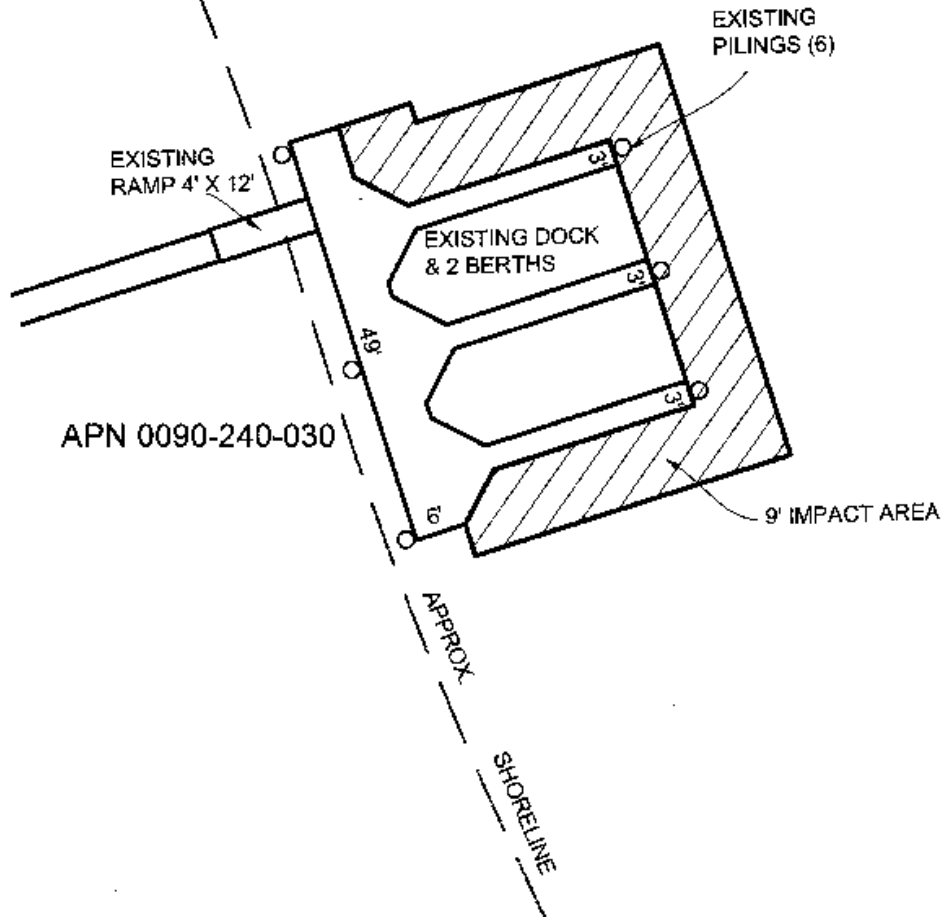 EXISTING
PILINGS (6)
EXISTING
RAMP 4' X 12'
3'
EXISTING DOCK
& 2 BERTHS
3'
49'
3'
APN 0090-240-030
9' IMPACT AREA
APPROX.
SHORELINE